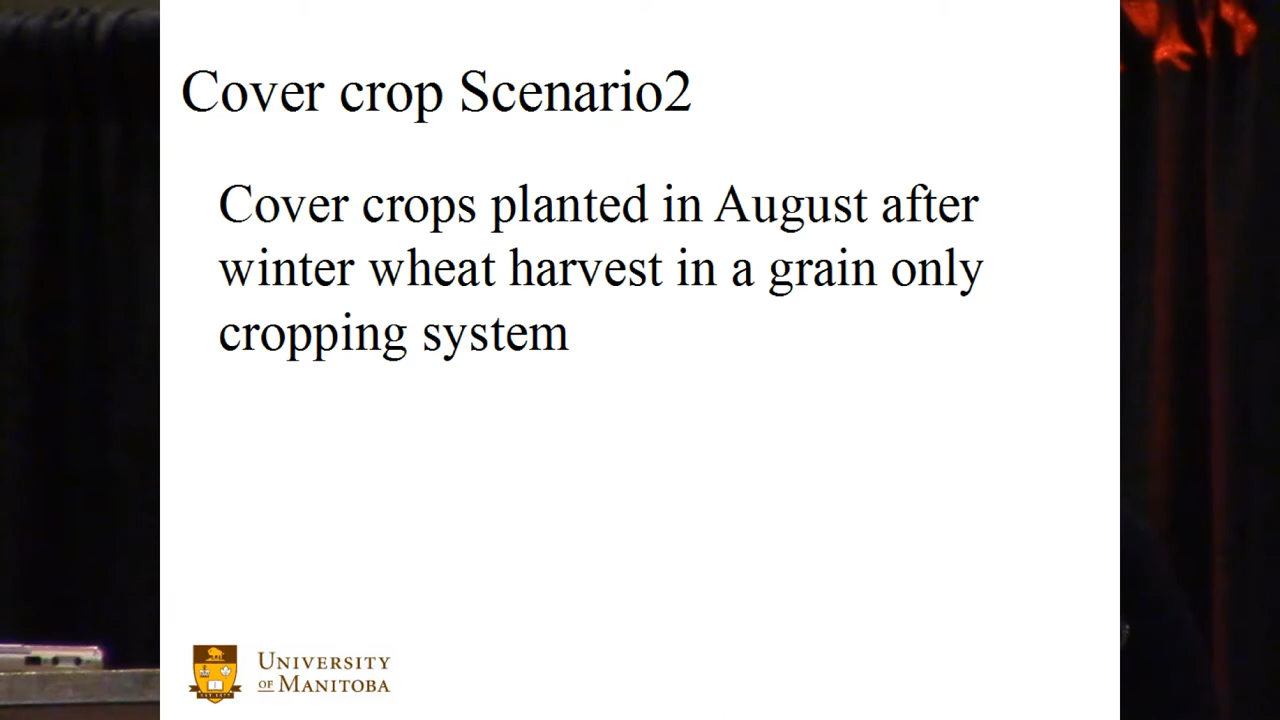 Cover crop Scenario2
Cover crops planted in August after
winter wheat harvest in a grain only
cropping system
UNIVERSITY
OF MANITOBA